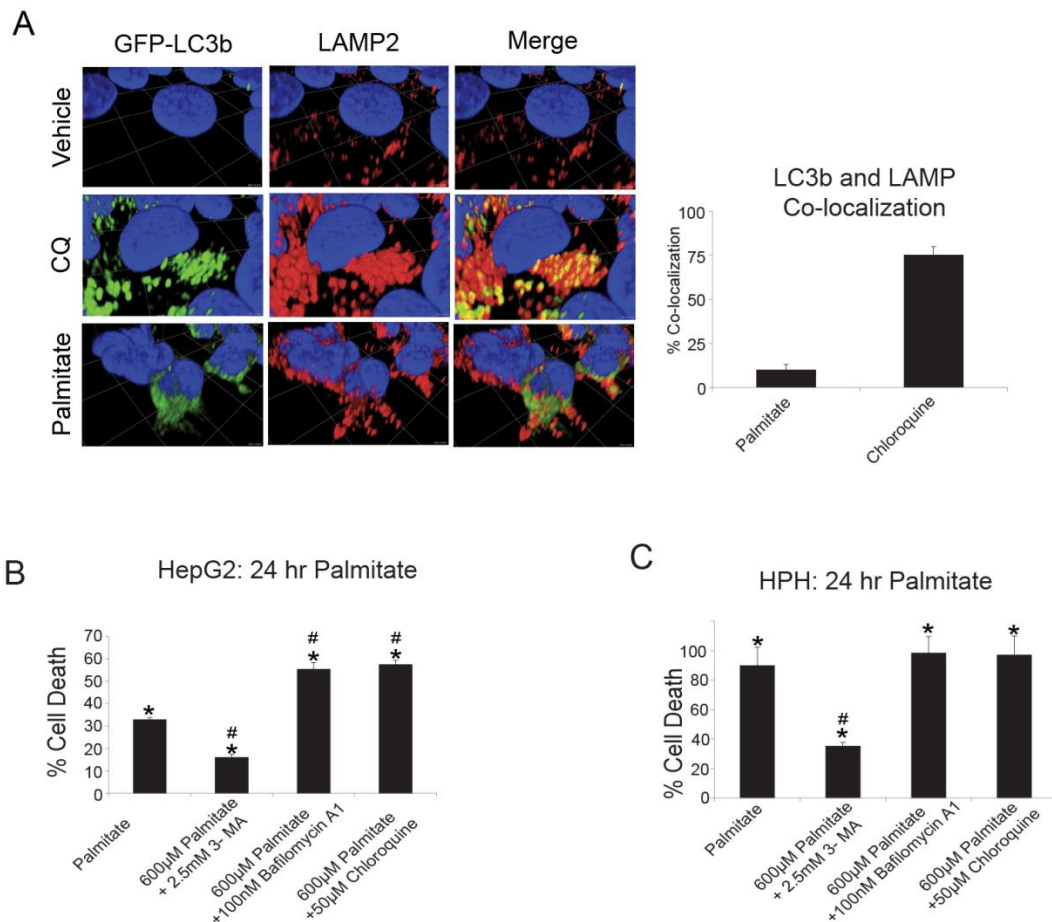 A
GFP-LC3b
LAMP2
Merge
Vehicle
CQ
Palmitate
LC3b and LAMP
Co-localization
% Co-localization
100
75
50
25
0
Palmitate
Chloroquine
B
HepG2: 24 hr Palmitate
% Cell Death
70
60
50
40
30
20
10
0
*
#
*
#
*
#
*
Palmitate
600µM Palmitate
+ 2.5mM 3- MA
600µM Palmitate
+100nM Bafilomycin A1
600µM Palmitate
+50µM Chloroquine
C
HPH: 24 hr Palmitate
% Cell Death
100
80
60
40
20
0
*
#
*
*
*
Palmitate
600µM Palmitate
+ 2.5mM 3- MA
600µM Palmitate
+100nM Bafilomycin A1
600µM Palmitate
+50µM Chloroquine